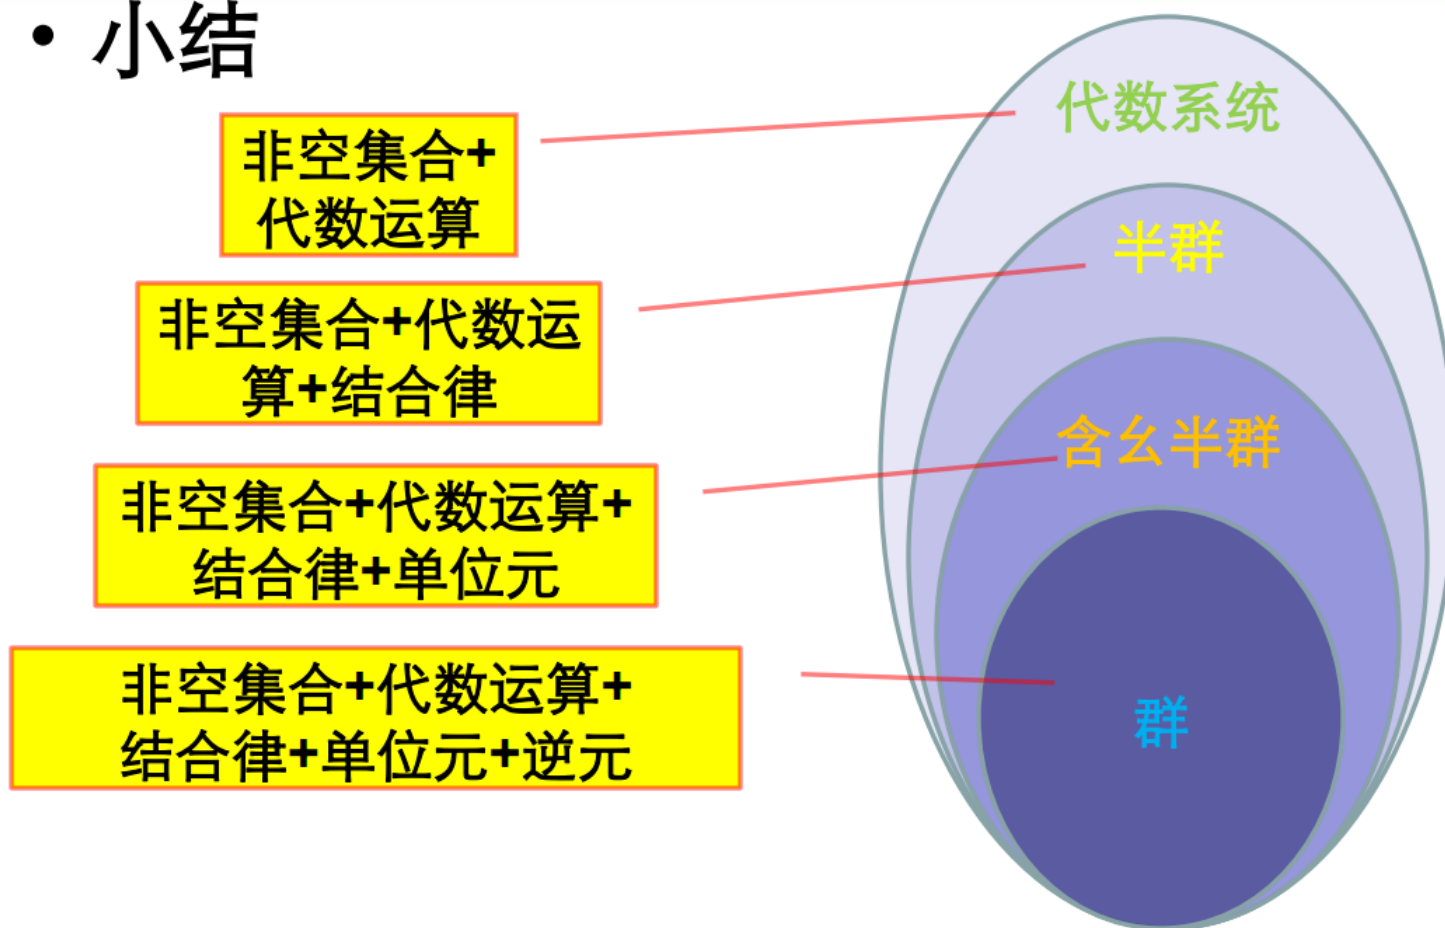 • 小结
非空集合+
代数运算
非空集合+代数运
算+结合律
非空集合+代数运算+
结合律+单位元
非空集合+代数运算+
结合律+单位元+逆元
代数系统
半群
含幺半群
群